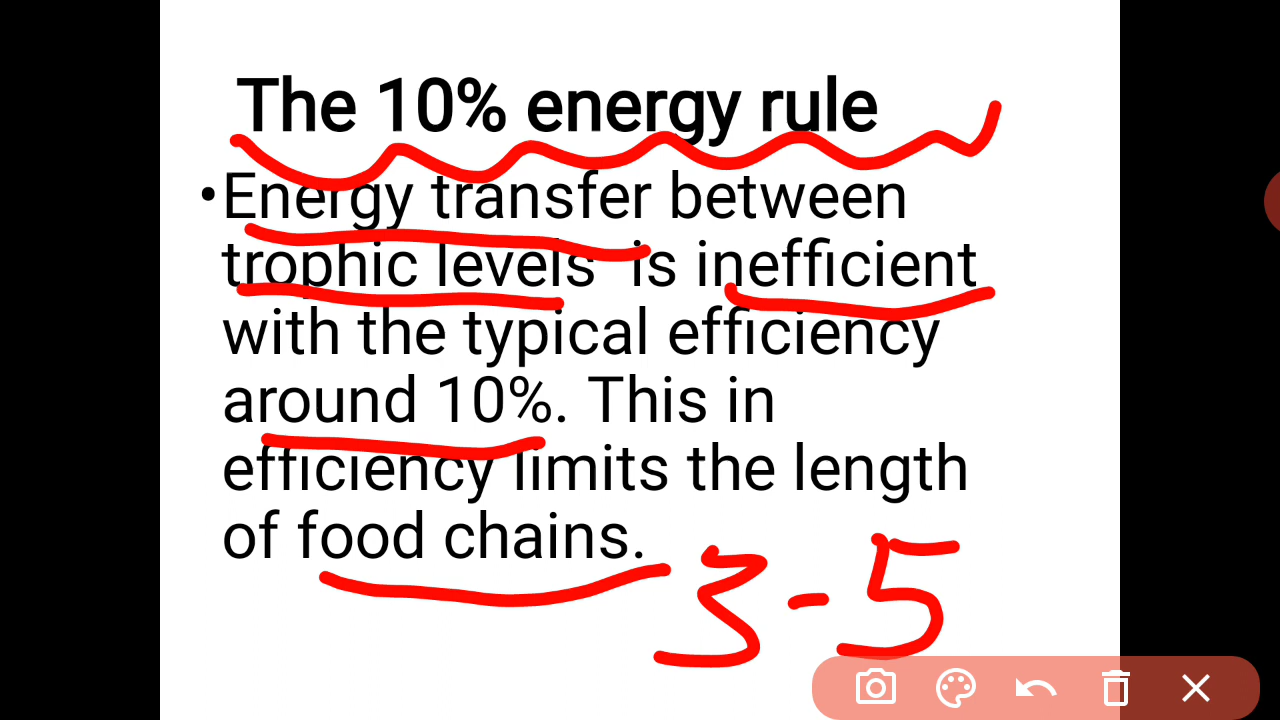 The 10% energy rule
•Energy transfer between
trophic levels is inefficient
with the typical efficiency
around 10%. This in
efficiency limits the length
of food chains.
3-5